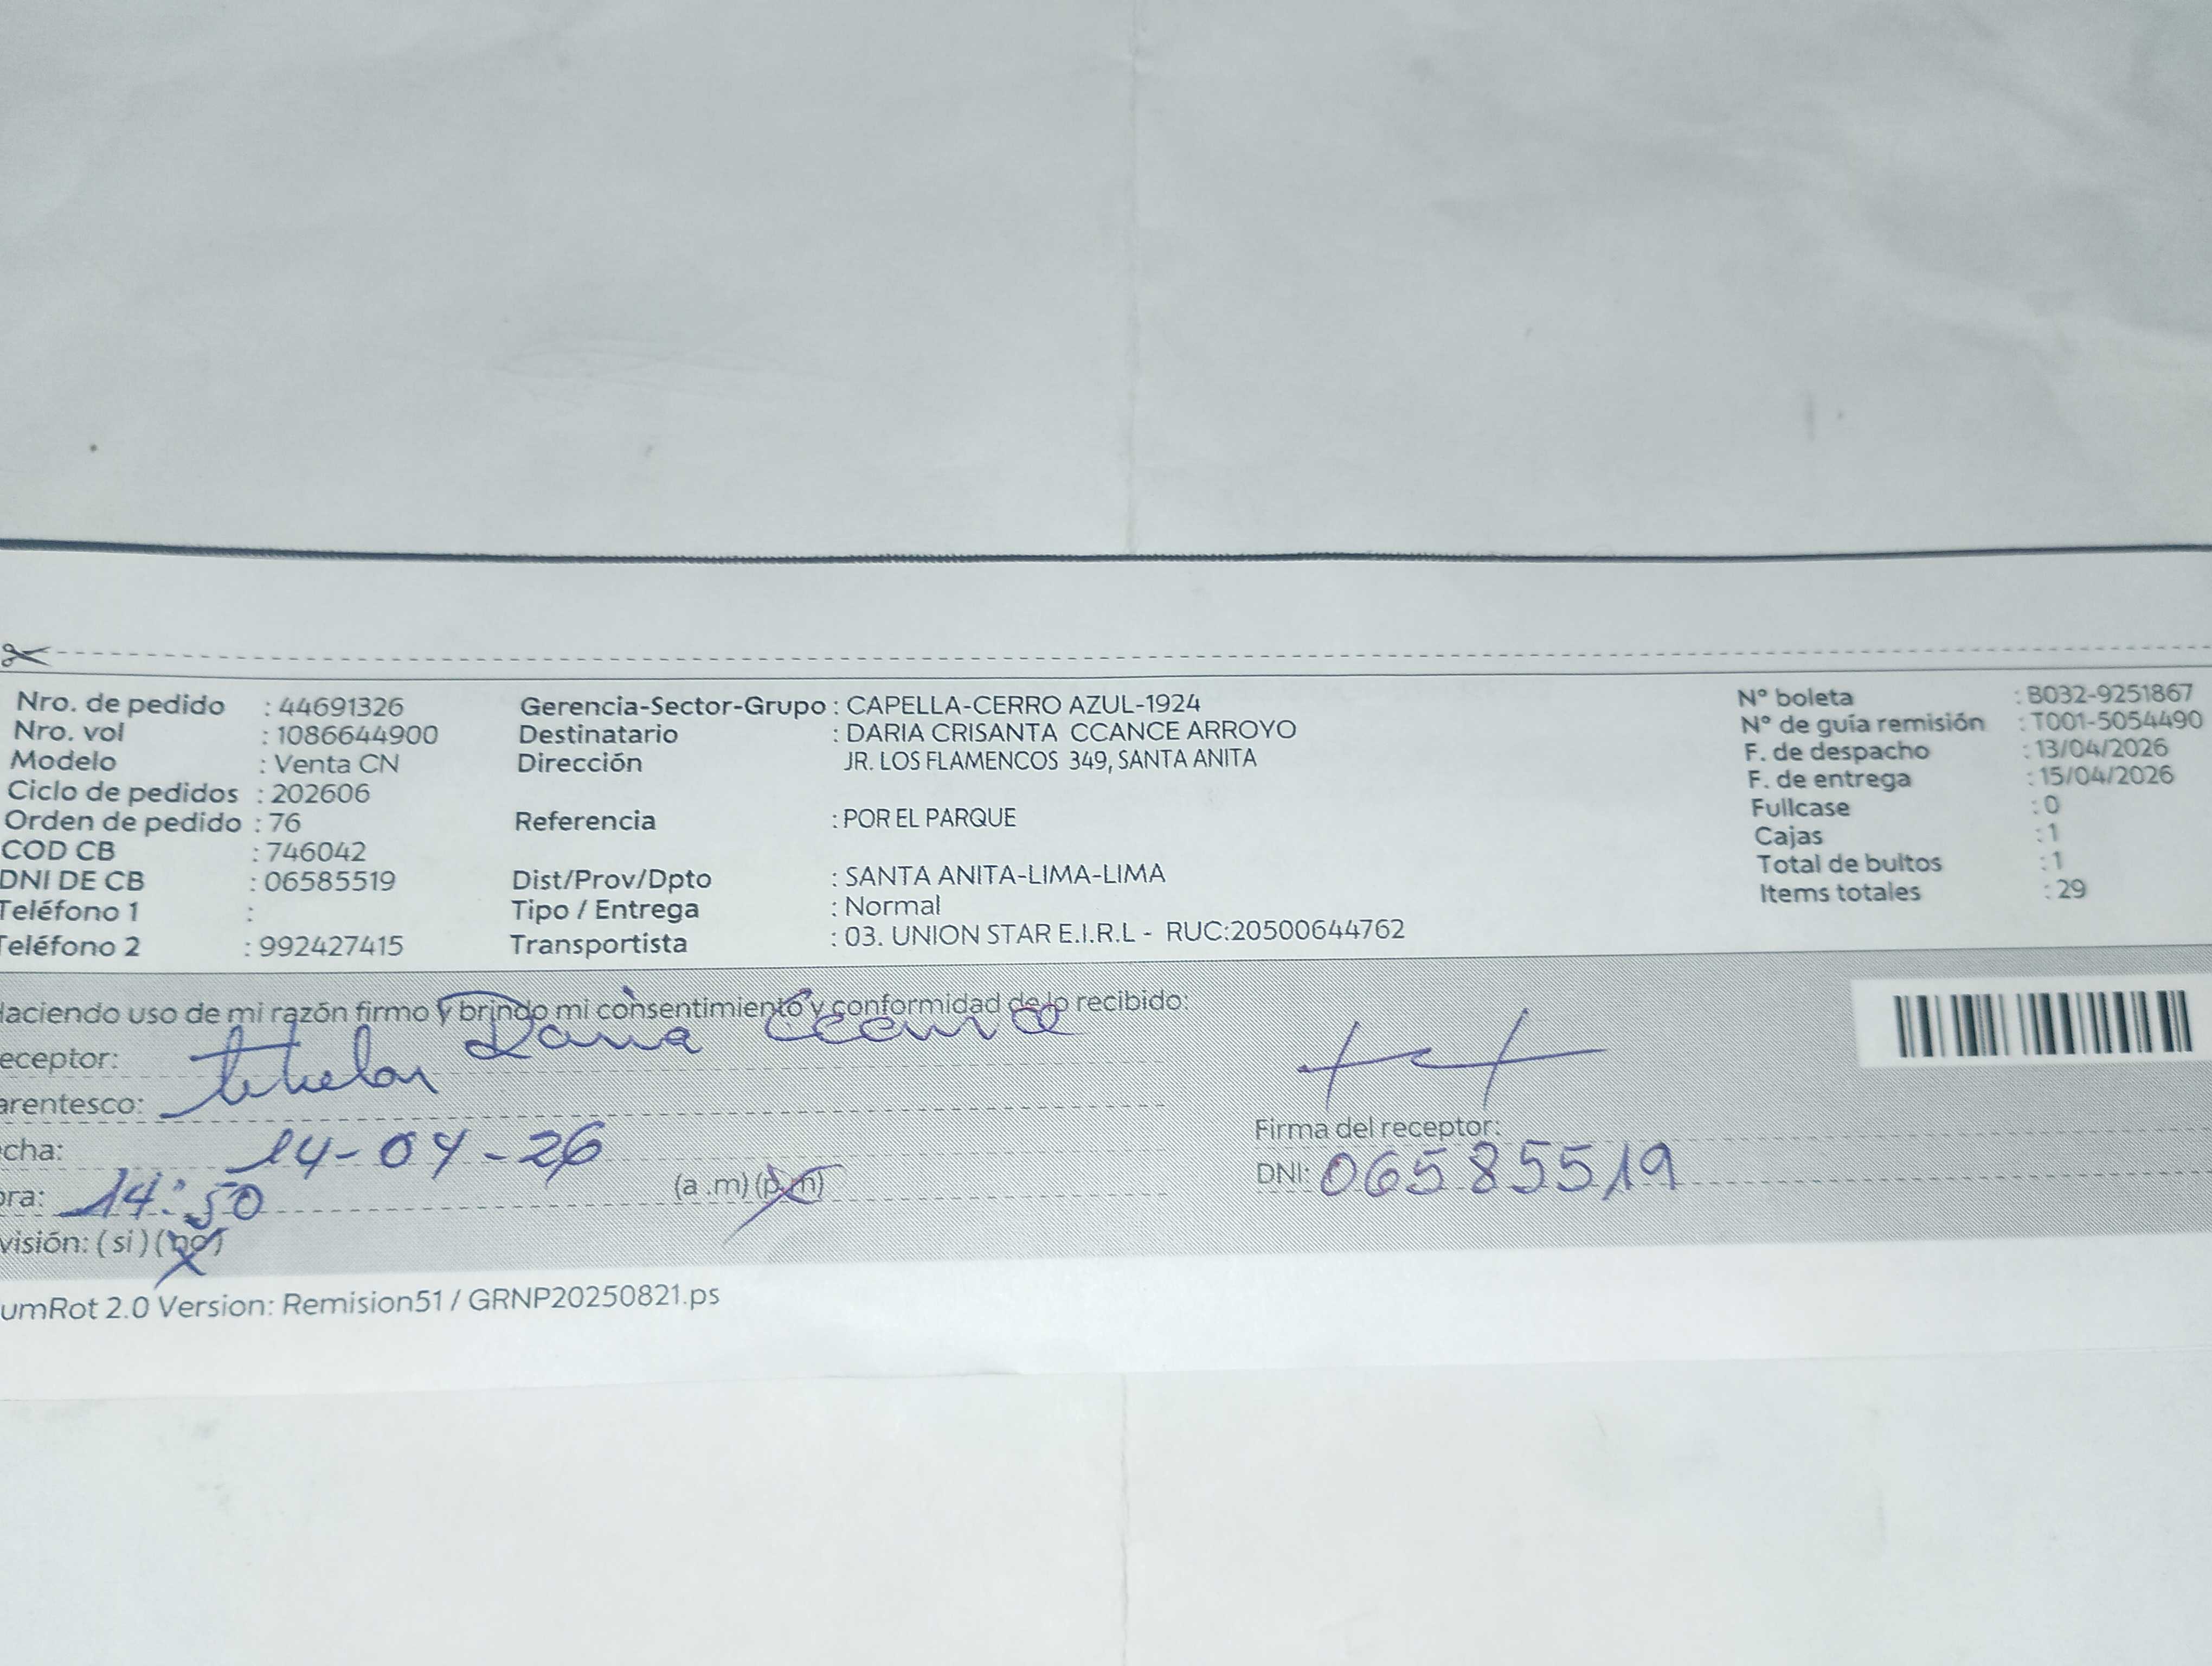 Nro. de pedido : 44691326
Nro. vol : 1086644900
Modelo : Venta CN
Ciclo de pedidos : 202606
Orden de pedido : 76
COD CB : 746042
DNI DE CB : 06585519
Teléfono 1 :
Teléfono 2 : 992427415
Gerencia-Sector-Grupo : CAPELLA-CERRO AZUL-1924
Destinatario : DARIA CRISANTA CCANCE ARROYO
Dirección JR. LOS FLAMENCOS 349, SANTA ANITA
Referencia : POR EL PARQUE
Dist/Prov/Dpto : SANTA ANITA-LIMA-LIMA
Tipo / Entrega : Normal
Transportista : 03. UNION STAR E.I.R.L - RUC:20500644762
N° boleta : B032-9251867
N° de guía remisión : T001-5054490
F. de despacho : 13/04/2026
F. de entrega : 15/04/2026
Fullcase : 0
Cajas : 1
Total de bultos : 1
Items totales : 29
Haciendo uso de mi razón firmo y brindo mi consentimiento y conformidad de lo recibido:
eceptor: Daria Ccance
arentesco: titular
cha: 14-04-26
ora: 14:50 (a.m) (p.m)
visión: (si) (no)
Firma del receptor:
DNI: 06585519
umRot 2.0 Version: Remision51 / GRNP20250821.ps